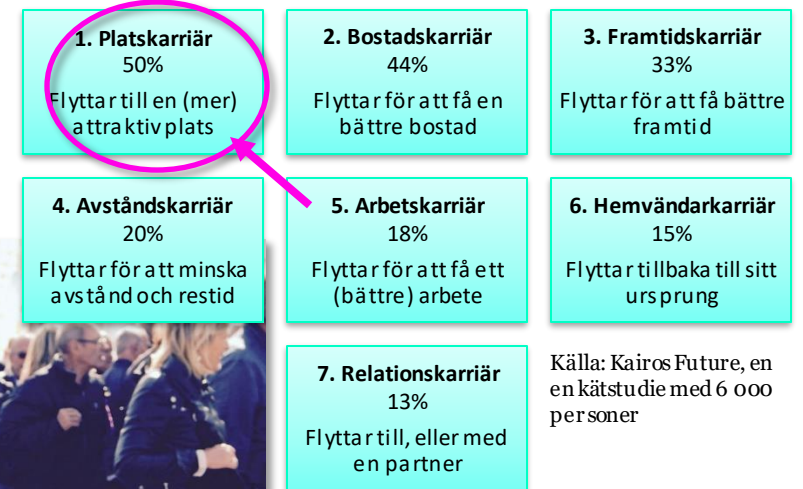 1. Platskarriär
50%
Flyttar till en (mer)
attraktiv plats
2. Bostadskarriär
44%
Flyttar för att få en
bättre bostad
3. Framtidskarriär
33%
Flyttar för att få bättre
framtid
4. Avståndskarriär
20%
Flyttar för att minska
avstånd och restid
5. Arbetskarriär
18%
Flyttar för att få ett
(bättre) arbete
6. Hemvändarkarriär
15%
Flyttar tillbaka till sitt
ursprung
7. Relationskarriär
13%
Flyttar till, eller med
en partner
Källa: Kairos Future, en
enkätstudie med 6 000
personer